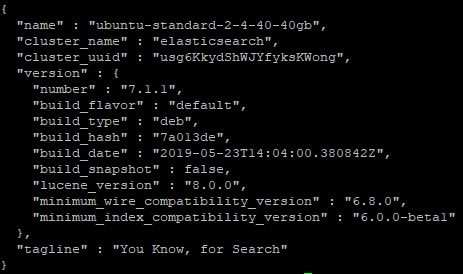 {
  "name" : "ubuntu-standard-2-4-40-40gb",
  "cluster_name" : "elasticsearch",
  "cluster_uuid" : "usg6KkydShWJYfyksKWong",
  "version" : {
    "number" : "7.1.1",
    "build_flavor" : "default",
    "build_type" : "deb",
    "build_hash" : "7a013de",
    "build_date" : "2019-05-23T14:04:00.380842Z",
    "build_snapshot" : false,
    "lucene_version" : "8.0.0",
    "minimum_wire_compatibility_version" : "6.8.0",
    "minimum_index_compatibility_version" : "6.0.0-beta1"
  },
  "tagline" : "You Know, for Search"
}